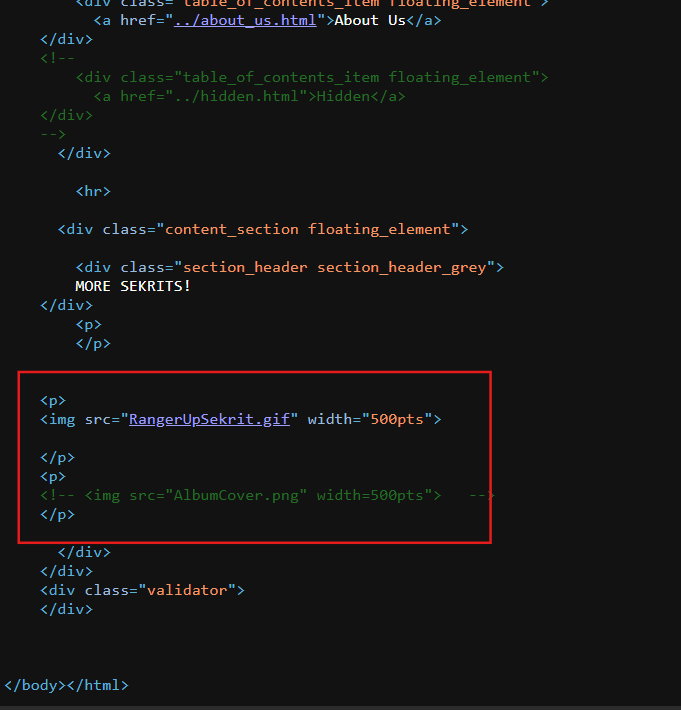 <div class="table_of_contents_item floating_element">
<a href="../about_us.html">About Us</a>
</div>
<!--
<div class="table_of_contents_item floating_element">
<a href="../hidden.html">Hidden</a>
</div>
-->
</div>
<hr>
<div class="content_section floating_element">
<div class="section_header section_header_grey">
MORE SEKRITS!
</div>
<p>
</p>
<p>
<img src="RangerUpSekrit.gif" width="500pts">
</p>
<p>
<!-- <img src="AlbumCover.png" width=500pts"> -->
</p>
</div>
</div>
<div class="validator">
</div>
</body></html>